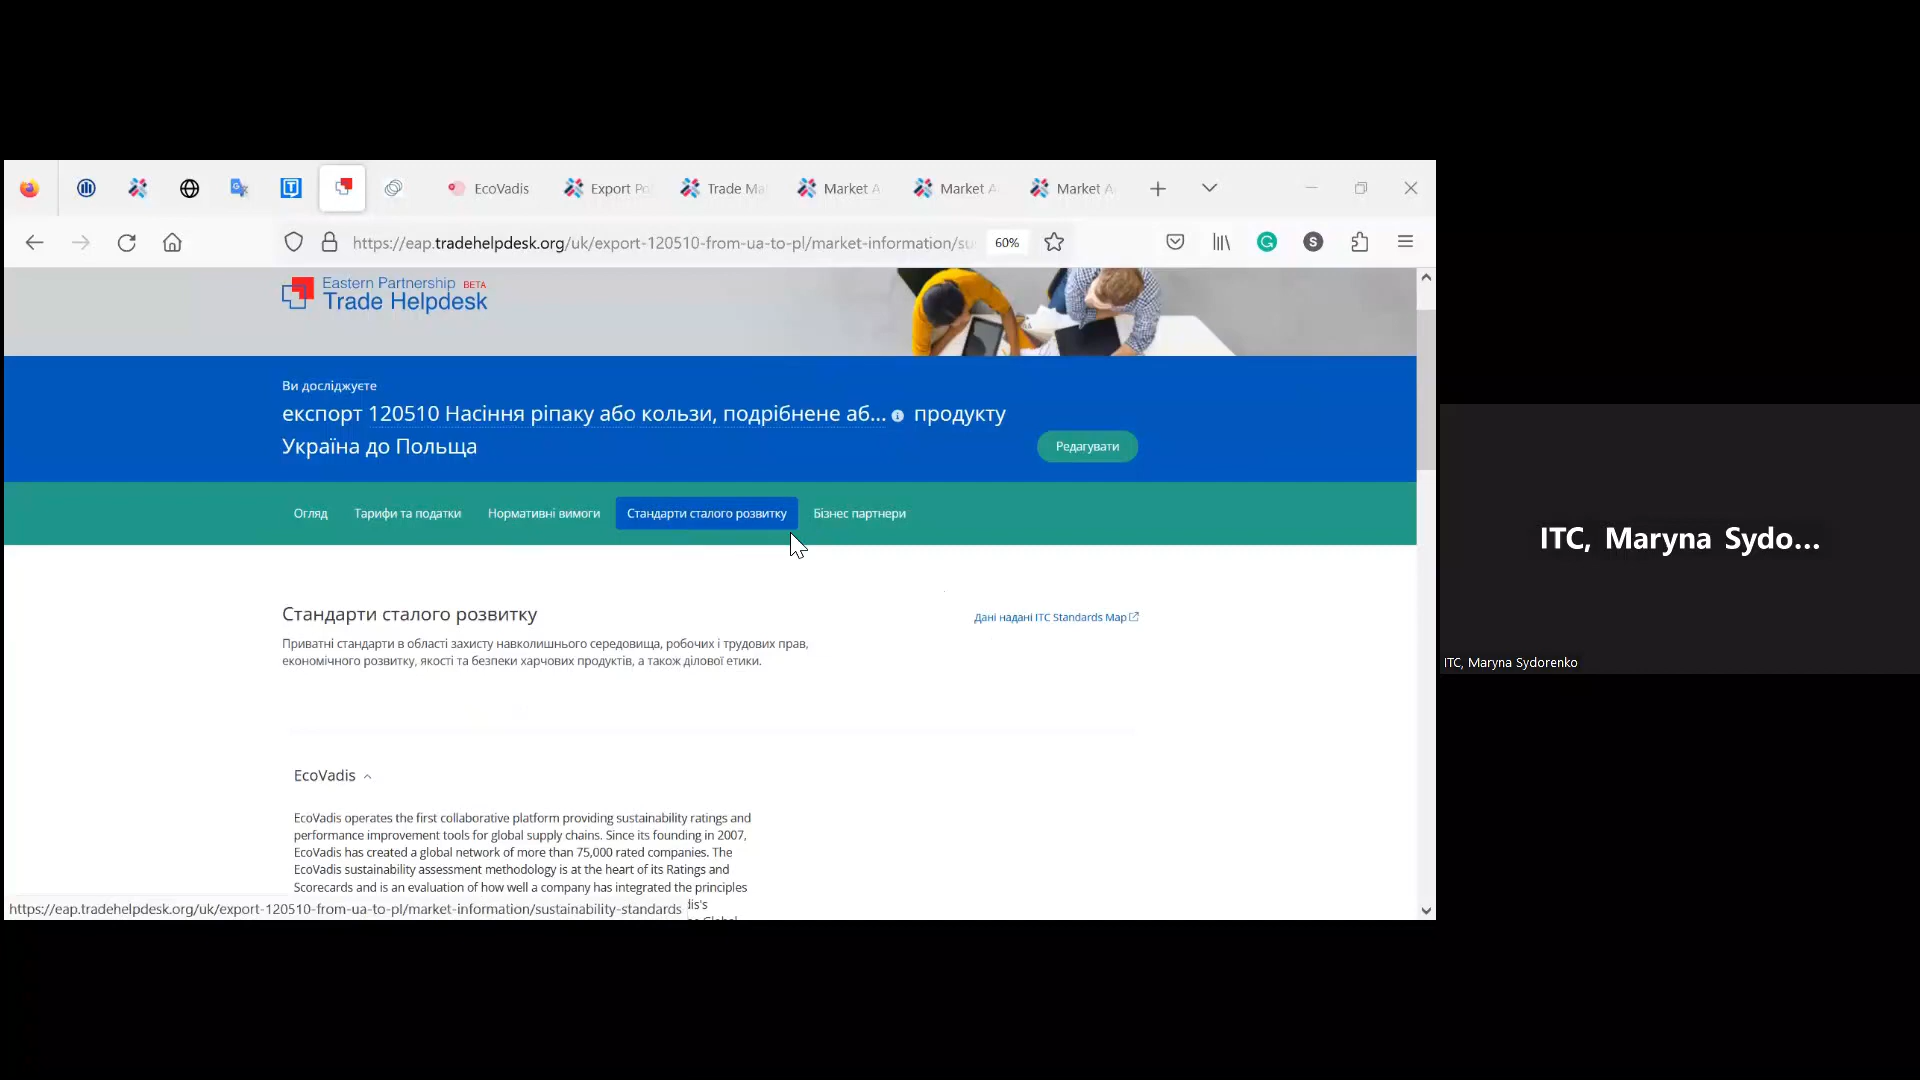 EcoVadis
Export Po
Trade Ma
Market A
Market A
Market A
https://eap.tradehelpdesk.org/uk/export-120510-from-ua-to-pl/market-information/su
60%
S
Eastern Partnership BETA
Trade Helpdesk
Ви досліджуєте
експорт 120510 Насіння ріпаку або кользи, подрібнене аб... продукту
Україна до Польща
Редагувати
Огляд
Тарифи та податки
Нормативні вимоги
Стандарти сталого розвитку
Бізнес партнери
Стандарти сталого розвитку
Дані надані ITC Standards Map
Приватні стандарти в області захисту навколишнього середовища, робочих і трудових прав,
економічного розвитку, якості та безпеки харчових продуктів, а також ділової етики.
EcoVadis
EcoVadis operates the first collaborative platform providing sustainability ratings and
performance improvement tools for global supply chains. Since its founding in 2007,
EcoVadis has created a global network of more than 75,000 rated companies. The
EcoVadis sustainability assessment methodology is at the heart of its Ratings and
Scorecards and is an evaluation of how well a company has integrated the principles
dis's
https://eap.tradehelpdesk.org/uk/export-120510-from-ua-to-pl/market-information/sustainability-standards
ITC, Maryna Sydo...
ITC, Maryna Sydorenko